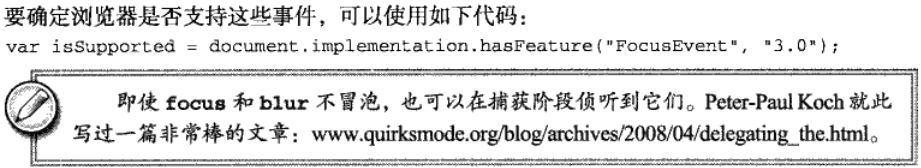 要确定浏览器是否支持这些事件，可以使用如下代码：
var isSupported = document.implementation.hasFeature("FocusEvent", "3.0");
即使 focus 和 blur 不冒泡，也可以在捕获阶段侦听到它们。Peter-Paul Koch 就此
写过一篇非常棒的文章：www.quirksmode.org/blog/archives/2008/04/delegating_the.html。